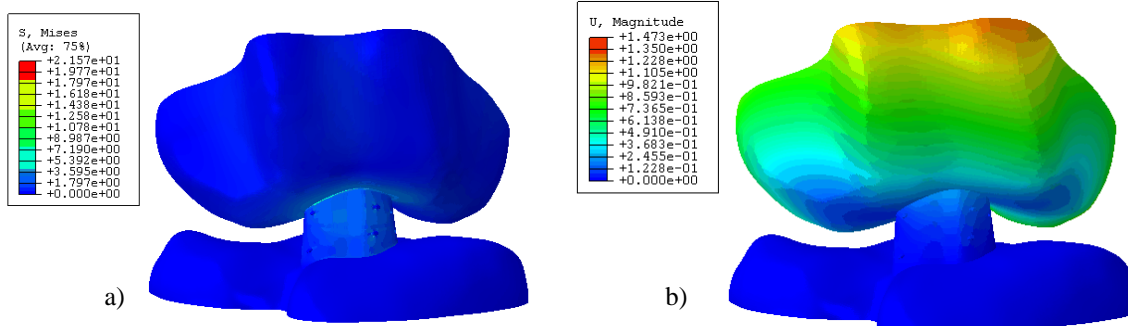 S, Mises
(Avg: 75%)
+2.157e+01
+1.977e+01
+1.797e+01
+1.618e+01
+1.438e+01
+1.258e+01
+1.078e+01
+8.987e+00
+7.190e+00
+5.392e+00
+3.595e+00
+1.797e+00
+0.000e+00
a)
U, Magnitude
+1.473e+00
+1.350e+00
+1.228e+00
+1.105e+00
+9.821e-01
+8.593e-01
+7.365e-01
+6.138e-01
+4.910e-01
+3.683e-01
+2.455e-01
+1.228e-01
+0.000e+00
b)